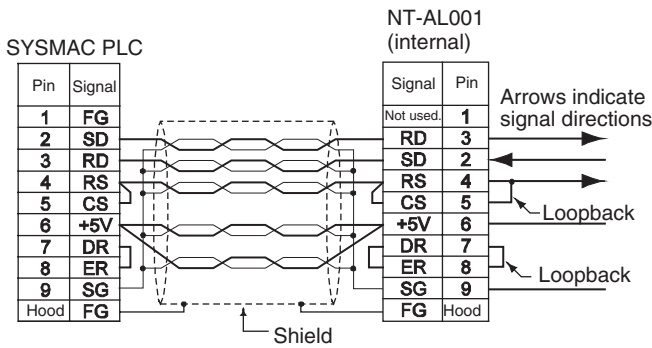 NT-AL001
(internal)
SYSMAC PLC
Pin Signal
1 FG
2 SD
3 RD
4 RS
5 CS
6 +5V
7 DR
8 ER
9 SG
Hood FG
Signal Pin
Not used. 1
RD 3
SD 2
RS 4
CS 5
+5V 6
DR 7
ER 8
SG 9
FG Hood
Arrows indicate
signal directions
Loopback
Loopback
Shield